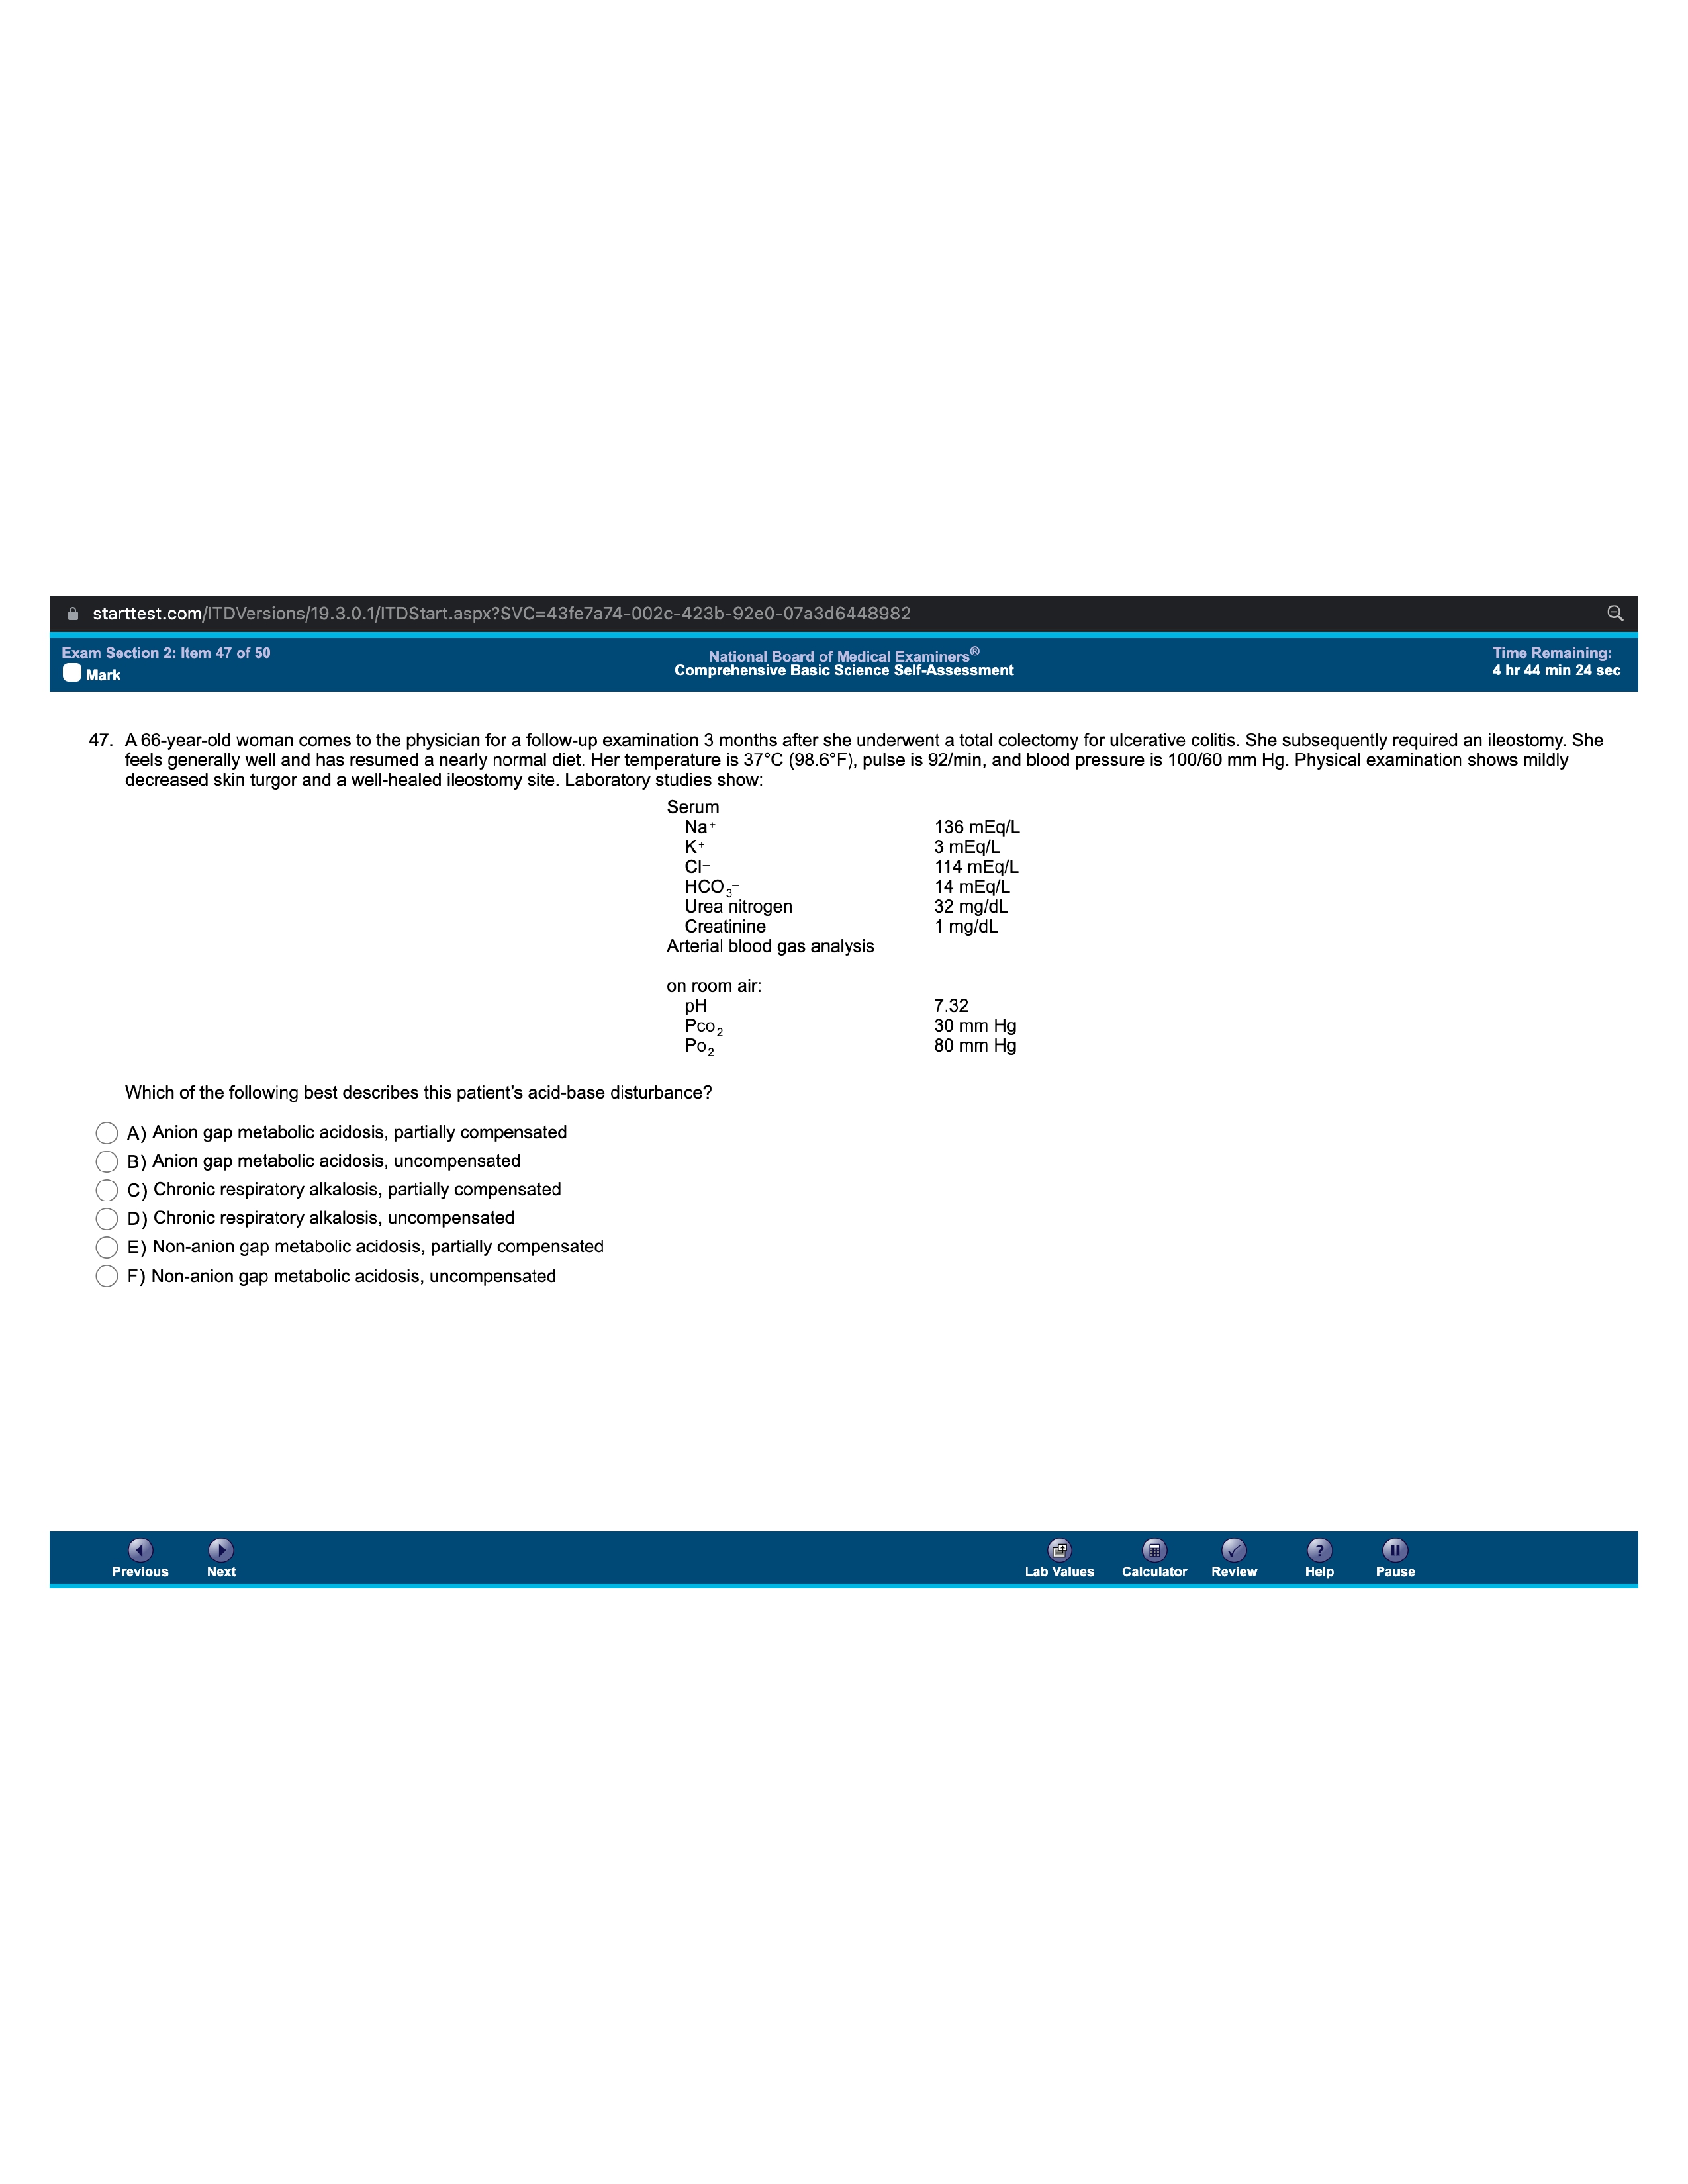 starttest.com/ITDVersions/19.3.0.1/ITDStart.aspx?SVC=43fe7a74-002c-423b-92e0-07a3d6448982
Exam Section 2: Item 47 of 50
Mark
National Board of Medical Examiners®
Comprehensive Basic Science Self-Assessment
Time Remaining:
4 hr 44 min 24 sec
47. A 66-year-old woman comes to the physician for a follow-up examination 3 months after she underwent a total colectomy for ulcerative colitis. She subsequently required an ileostomy. She
feels generally well and has resumed a nearly normal diet. Her temperature is 37°C (98.6°F), pulse is 92/min, and blood pressure is 100/60 mm Hg. Physical examination shows mildly
decreased skin turgor and a well-healed ileostomy site. Laboratory studies show:
Serum
Na⁺ 136 mEq/L
K⁺ 3 mEq/L
Cl⁻ 114 mEq/L
HCO₃⁻ 14 mEq/L
Urea nitrogen 32 mg/dL
Creatinine 1 mg/dL
Arterial blood gas analysis
on room air:
pH 7.32
PCO₂ 30 mm Hg
PO₂ 80 mm Hg
Which of the following best describes this patient's acid-base disturbance?
A) Anion gap metabolic acidosis, partially compensated
B) Anion gap metabolic acidosis, uncompensated
C) Chronic respiratory alkalosis, partially compensated
D) Chronic respiratory alkalosis, uncompensated
E) Non-anion gap metabolic acidosis, partially compensated
F) Non-anion gap metabolic acidosis, uncompensated
Previous Next Lab Values Calculator Review Help Pause